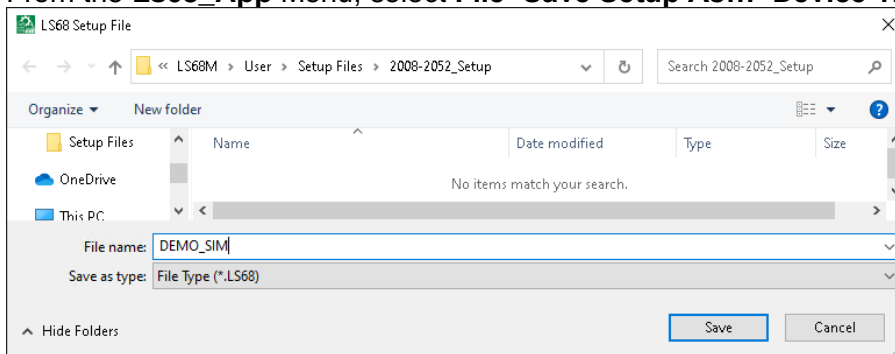 LS68 Setup File
« LS68M › User › Setup Files › 2008-2052_Setup
Search 2008-2052_Setup
Organize
New folder
Name
Date modified
Type
Size
Setup Files
OneDrive
No items match your search.
This PC
File name: DEMO_SIM
Save as type: File Type (*.LS68)
Hide Folders
Save
Cancel